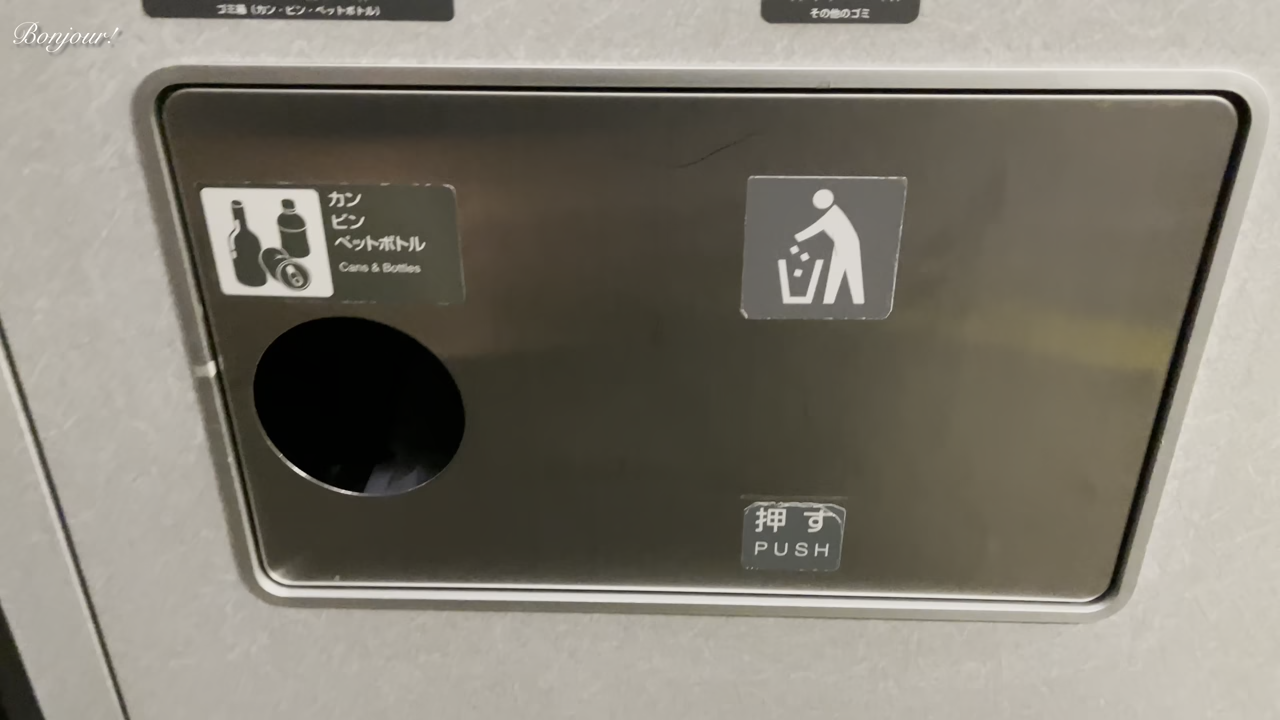 ゴミ箱（カン・ビン・ペットボトル）
その他のゴミ
Bonjour!
カン
ビン
ペットボトル
Cans & Bottles
押す
PUSH